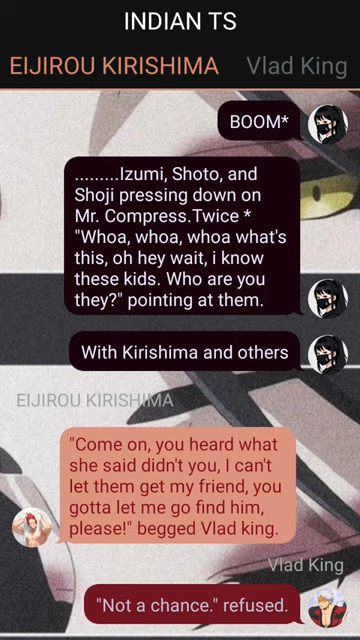 INDIAN TS
EIJIROU KIRISHIMA Vlad King
BOOM*
.........Izumi, Shoto, and
Shoji pressing down on
Mr. Compress.Twice *
"Whoa, whoa, whoa what's
this, oh hey wait, i know
these kids. Who are you
they?" pointing at them.
With Kirishima and others
EIJIROU KIRISHIMA
"Come on, you heard what
she said didn't you, I can't
let them get my friend, you
gotta let me go find him,
please!" begged Vlad king.
Vlad King
"Not a chance." refused.